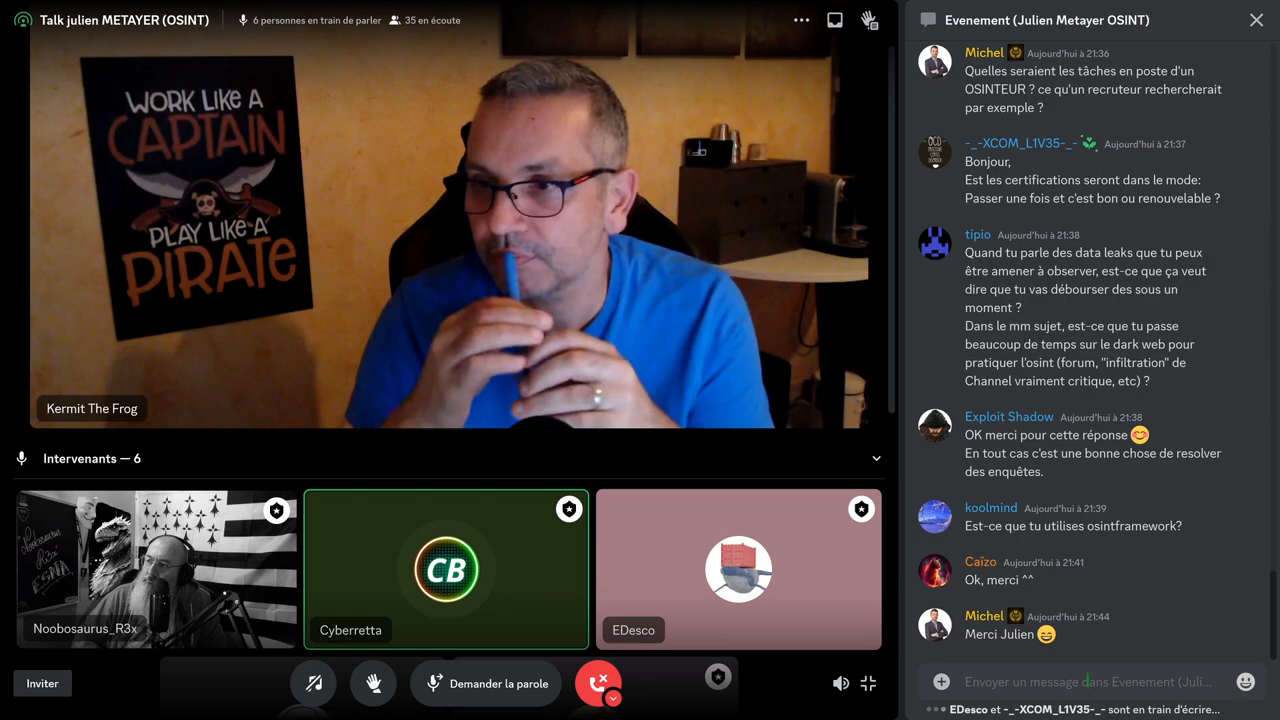 Talk julien METAYER (OSINT)
6 personnes en train de parler
35 en écoute
WORK LIKE A
CAPTAIN
PLAY LIKE A
PIRATE
Kermit The Frog
Intervenants — 6
Noobosaurus_R3x
CB
Cyberretta
EDesco
Inviter
Demander la parole
Evenement (Julien Metayer OSINT)
Michel Aujourd'hui à 21:36
Quelles seraient les tâches en poste d'un
OSINTEUR ? ce qu'un recruteur rechercherait
par exemple ?
-_-XCOM_L1V35-_- Aujourd'hui à 21:37
Bonjour,
Est les certifications seront dans le mode:
Passer une fois et c'est bon ou renouvelable ?
tipio Aujourd'hui à 21:38
Quand tu parle des data leaks que tu peux
être amener à observer, est-ce que ça veut
dire que tu vas débourser des sous un
moment ?
Dans le mm sujet, est-ce que tu passe
beaucoup de temps sur le dark web pour
pratiquer l'osint (forum, "infiltration" de
Channel vraiment critique, etc) ?
Exploit Shadow Aujourd'hui à 21:38
OK merci pour cette réponse 😊
En tout cas c'est une bonne chose de resolver
des enquêtes.
koolmind Aujourd'hui à 21:39
Est-ce que tu utilises osintframework?
Caïzo Aujourd'hui à 21:41
Ok, merci ^^
Michel Aujourd'hui à 21:44
Merci Julien 😄
Envoyer un message dans Evenement (Juli...
EDesco et -_-XCOM_L1V35-_- sont en train d'écrire...